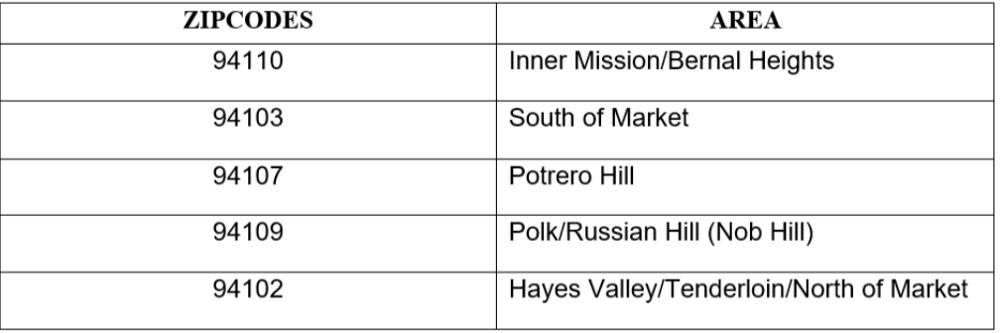 ZIPCODES AREA
94110 Inner Mission/Bernal Heights
94103 South of Market
94107 Potrero Hill
94109 Polk/Russian Hill (Nob Hill)
94102 Hayes Valley/Tenderloin/North of Market